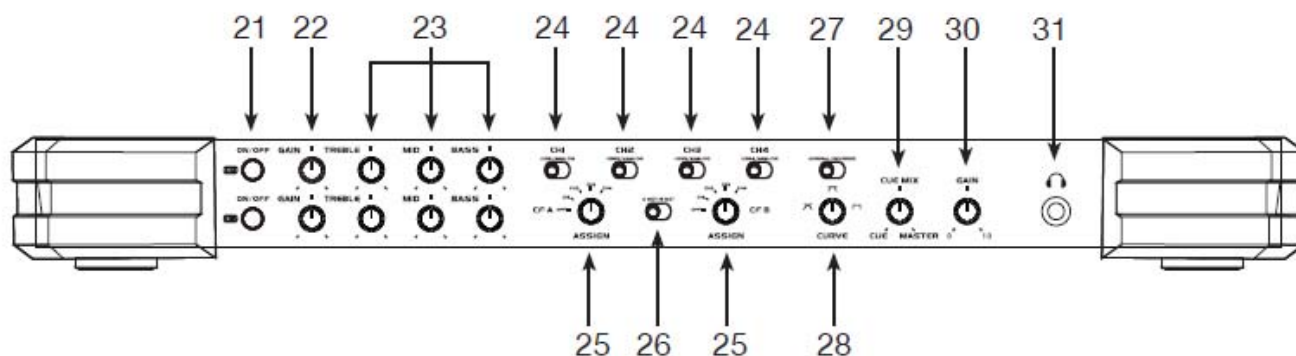 21 22 23 24 24 24 24 27 29 30 31
ON/OFF GAIN TREBLE MID BASS CH1 CH2 CH3 CH4
CUE MIX GAIN
ON/OFF GAIN TREBLE MID BASS CF A CF B
ASSIGN ASSIGN CURVE CUE MASTER 0 10
25 26 25 28